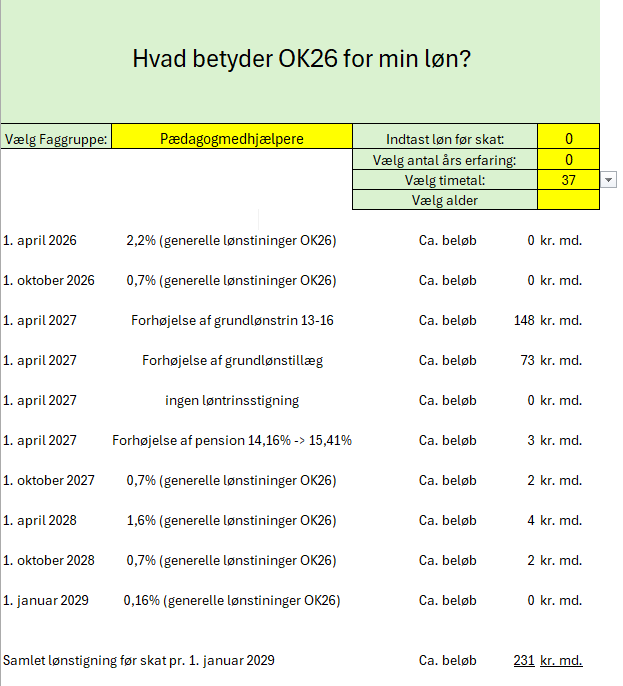 Hvad betyder OK26 for min løn?
Vælg Faggruppe: Pædagogmedhjælpere Indtast løn før skat: 0
Vælg antal års erfaring: 0
Vælg timetal: 37
Vælg alder
1. april 2026 2,2% (generelle lønstininger OK26) Ca. beløb 0 kr. md.
1. oktober 2026 0,7% (generelle lønstininger OK26) Ca. beløb 0 kr. md.
1. april 2027 Forhøjelse af grundlønstrin 13-16 Ca. beløb 148 kr. md.
1. april 2027 Forhøjelse af grundlønstillæg Ca. beløb 73 kr. md.
1. april 2027 ingen løntrinsstigning Ca. beløb 0 kr. md.
1. april 2027 Forhøjelse af pension 14,16% -> 15,41% Ca. beløb 3 kr. md.
1. oktober 2027 0,7% (generelle lønstininger OK26) Ca. beløb 2 kr. md.
1. april 2028 1,6% (generelle lønstininger OK26) Ca. beløb 4 kr. md.
1. oktober 2028 0,7% (generelle lønstininger OK26) Ca. beløb 2 kr. md.
1. januar 2029 0,16% (generelle lønstininger OK26) Ca. beløb 0 kr. md.
Samlet lønstigning før skat pr. 1. januar 2029 Ca. beløb 231 kr. md.